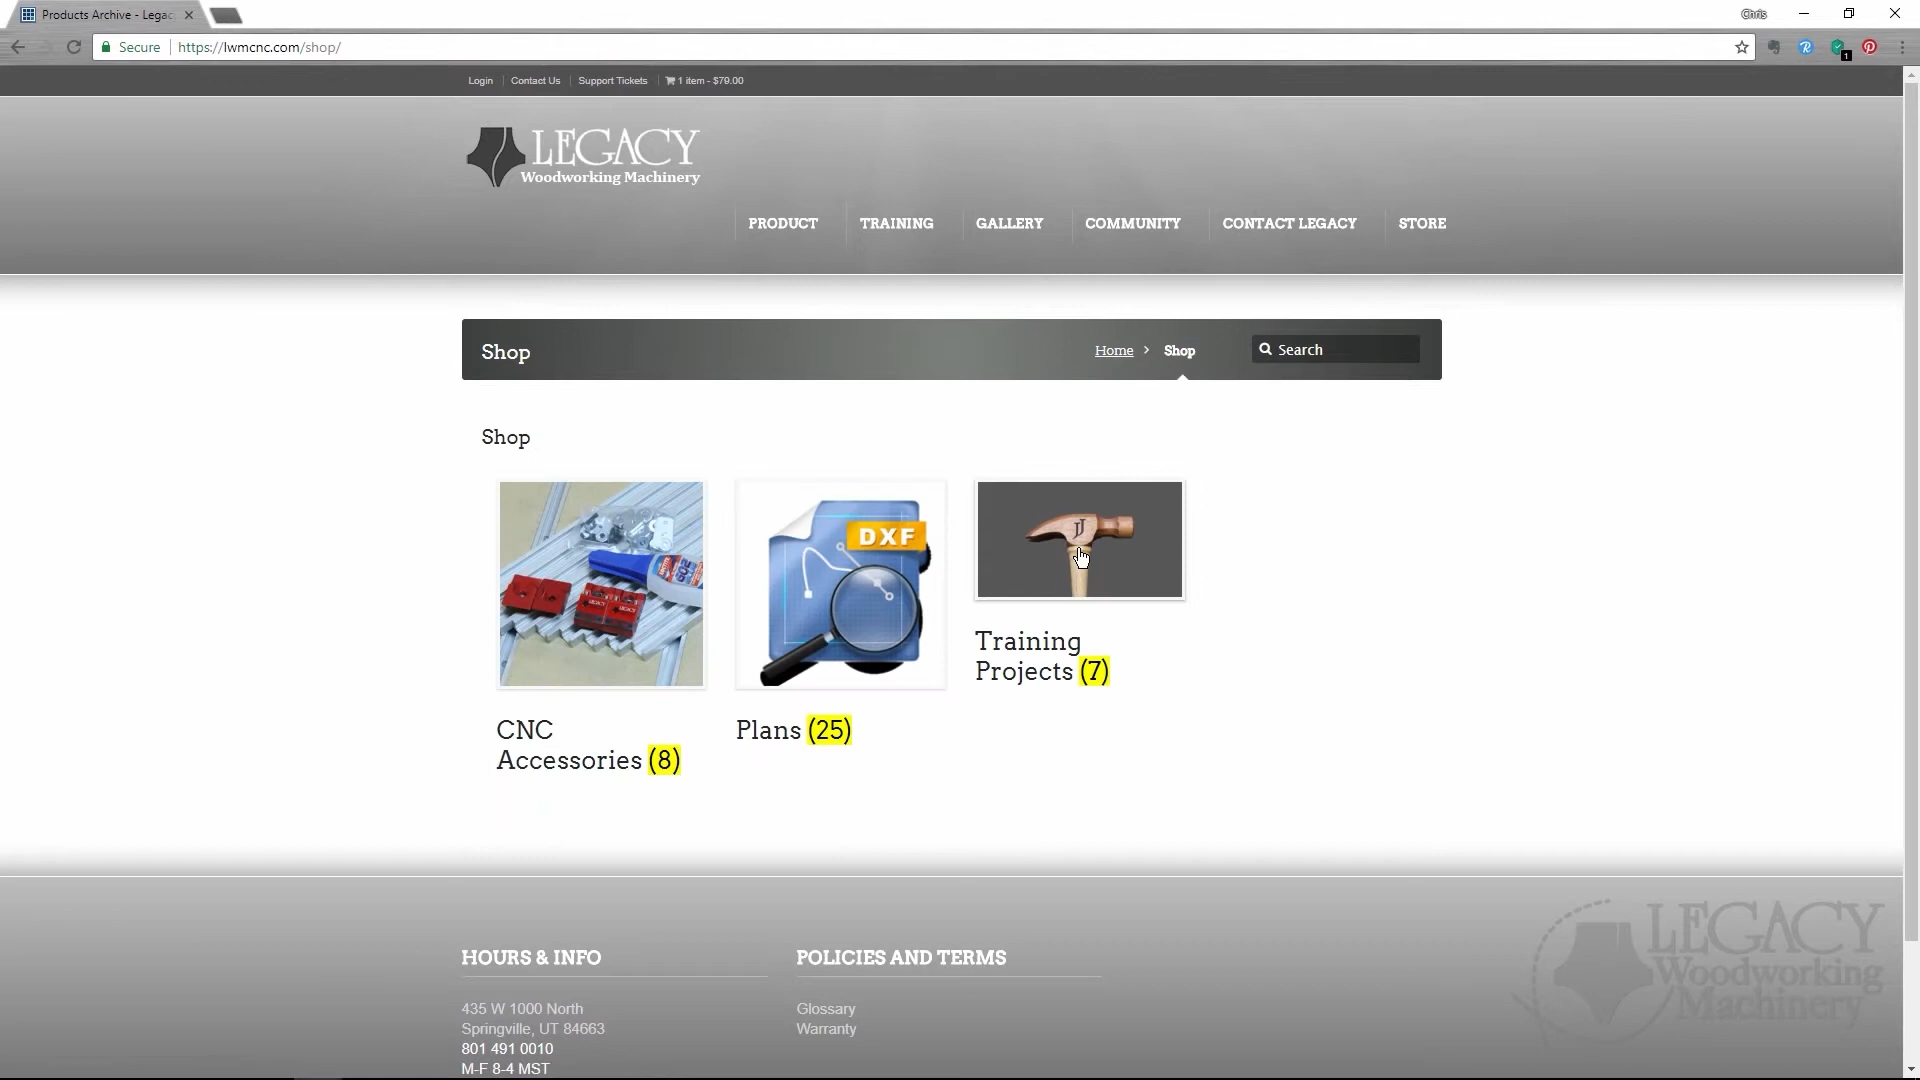 Products Archive - Legac
Chris
Secure
https://lwmcnc.com/shop/
1
Login
Contact Us
Support Tickets
1 item - $79.00
LEGACY
Woodworking Machinery
PRODUCT
TRAINING
GALLERY
COMMUNITY
CONTACT LEGACY
STORE
Shop
Home
Shop
Search
Shop
DXF
J
CNC
Accessories (8)
Plans (25)
Training
Projects (7)
HOURS & INFO
435 W 1000 North
Springville, UT 84663
801 491 0010
M-F 8-4 MST
POLICIES AND TERMS
Glossary
Warranty
LEGACY
Woodworking
Machinery